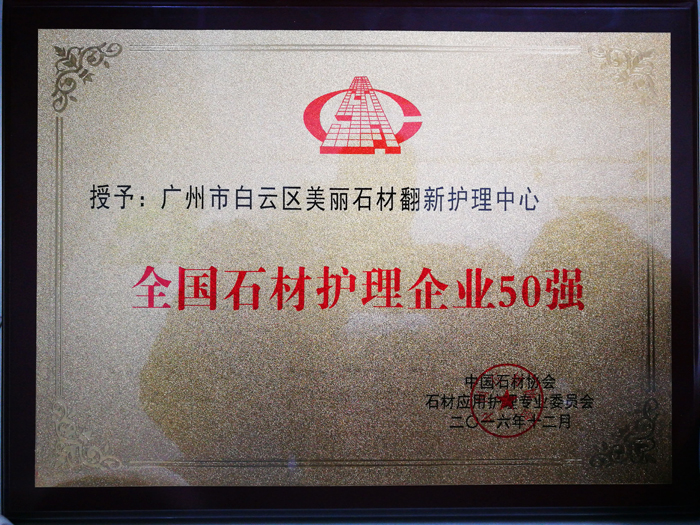 授予：广州市白云区美丽石材翻新护理中心
全国石材护理企业50强
中国石材协会
石材应用护理专业委员会
二〇一六年十二月